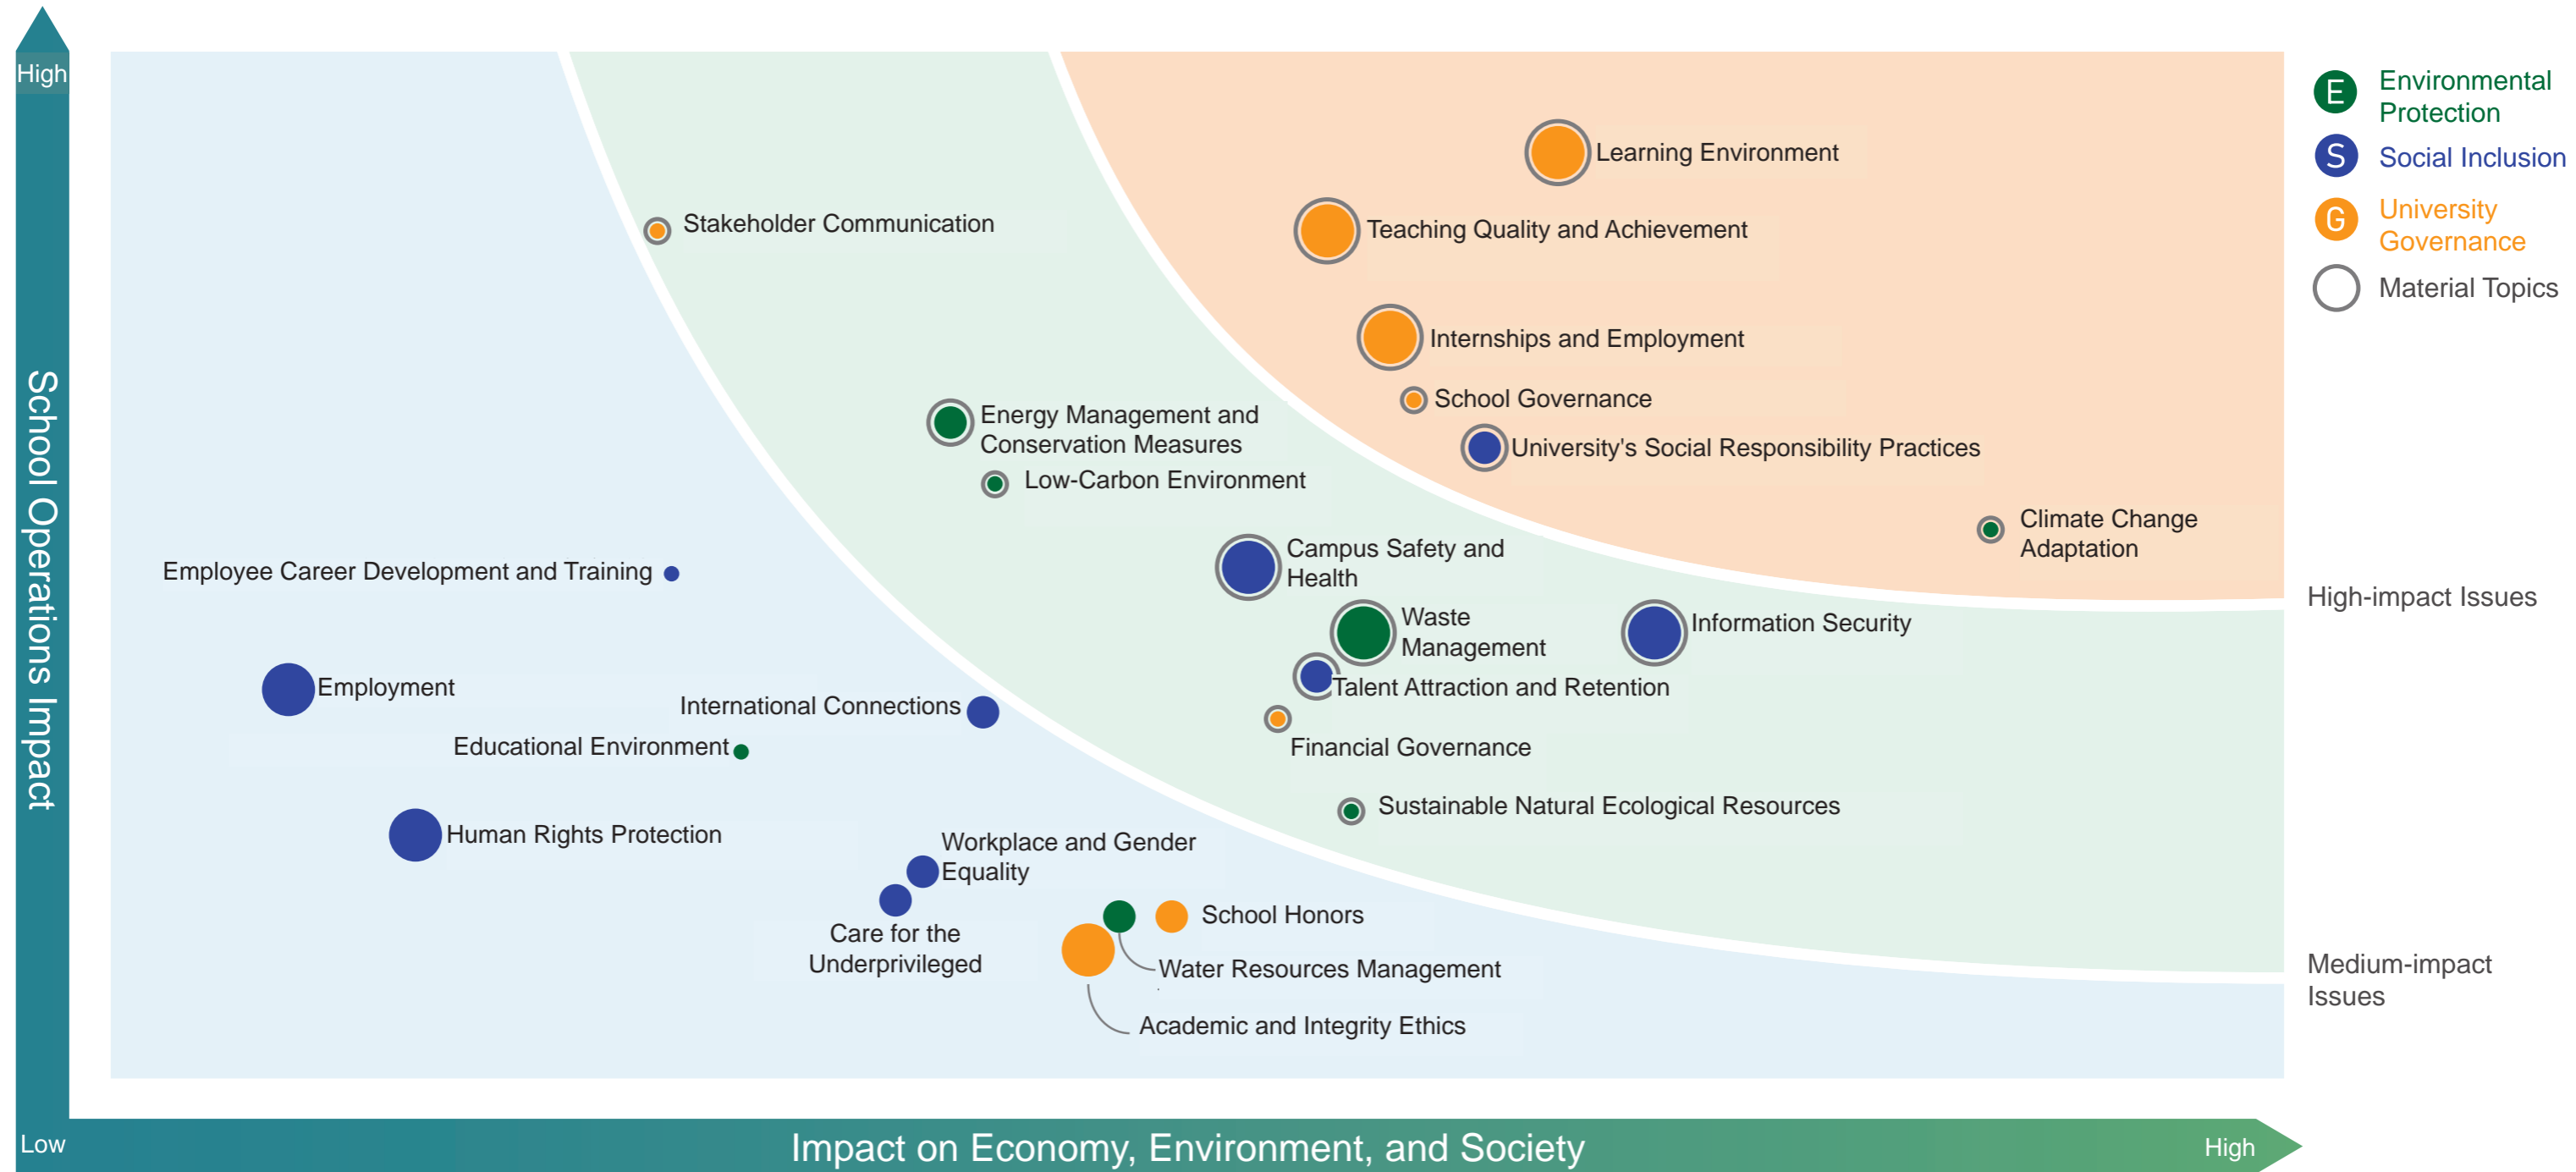 High
E
Environmental
Protection
S
Social Inclusion
G
University
Governance
Material Topics
Learning Environment
Stakeholder Communication
Teaching Quality and Achievement
Internships and Employment
School Governance
Energy Management and
Conservation Measures
University's Social Responsibility Practices
Low-Carbon Environment
Climate Change
Adaptation
Campus Safety and
Health
Employee Career Development and Training
High-impact Issues
Waste
Management
Information Security
Employment
Talent Attraction and Retention
International Connections
Educational Environment
Financial Governance
Sustainable Natural Ecological Resources
Human Rights Protection
Workplace and Gender
Equality
School Honors
Care for the
Underprivileged
Water Resources Management
Medium-impact
Issues
Academic and Integrity Ethics
School Operations Impact
Low
Impact on Economy, Environment, and Society
High